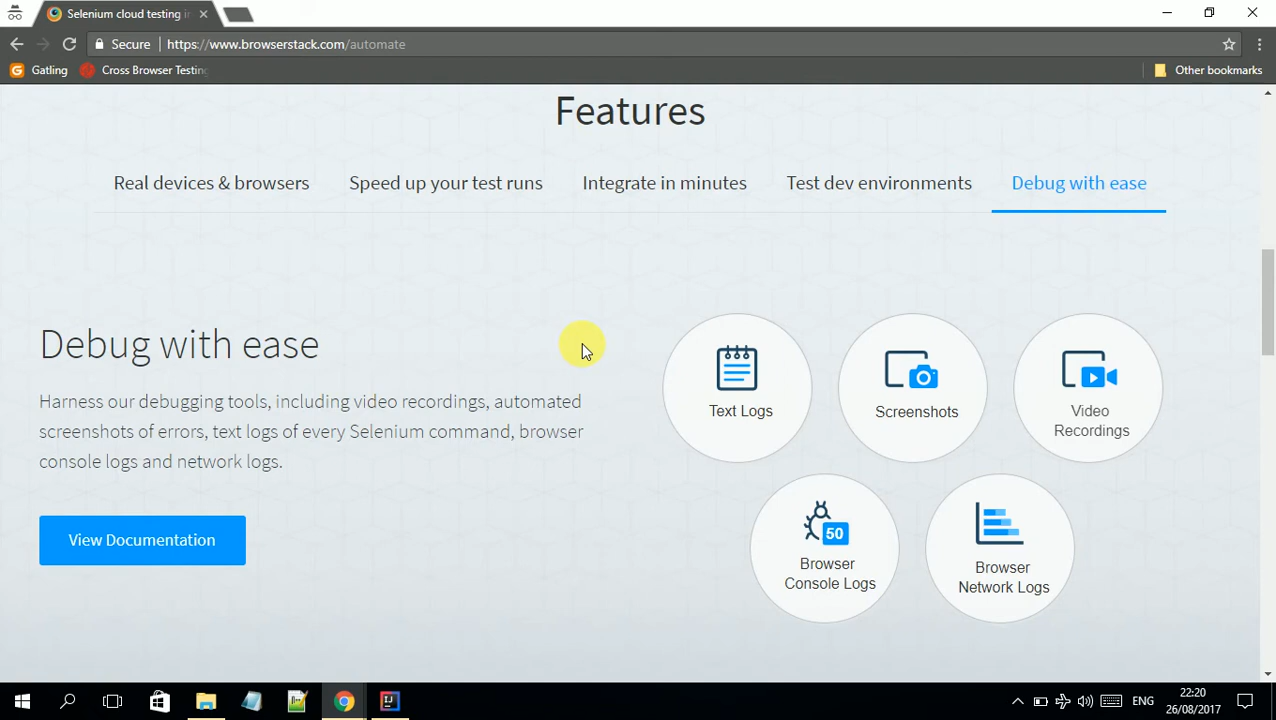 Selenium cloud testing i
Secure
https://www.browserstack.com/automate
Gatling
Cross Browser Testing
Other bookmarks
Features
Real devices & browsers
Speed up your test runs
Integrate in minutes
Test dev environments
Debug with ease
Debug with ease
Harness our debugging tools, including video recordings, automated
screenshots of errors, text logs of every Selenium command, browser
console logs and network logs.
View Documentation
Text Logs
Screenshots
Video
Recordings
50
Browser
Console Logs
Browser
Network Logs
ENG
22:20
26/08/2017